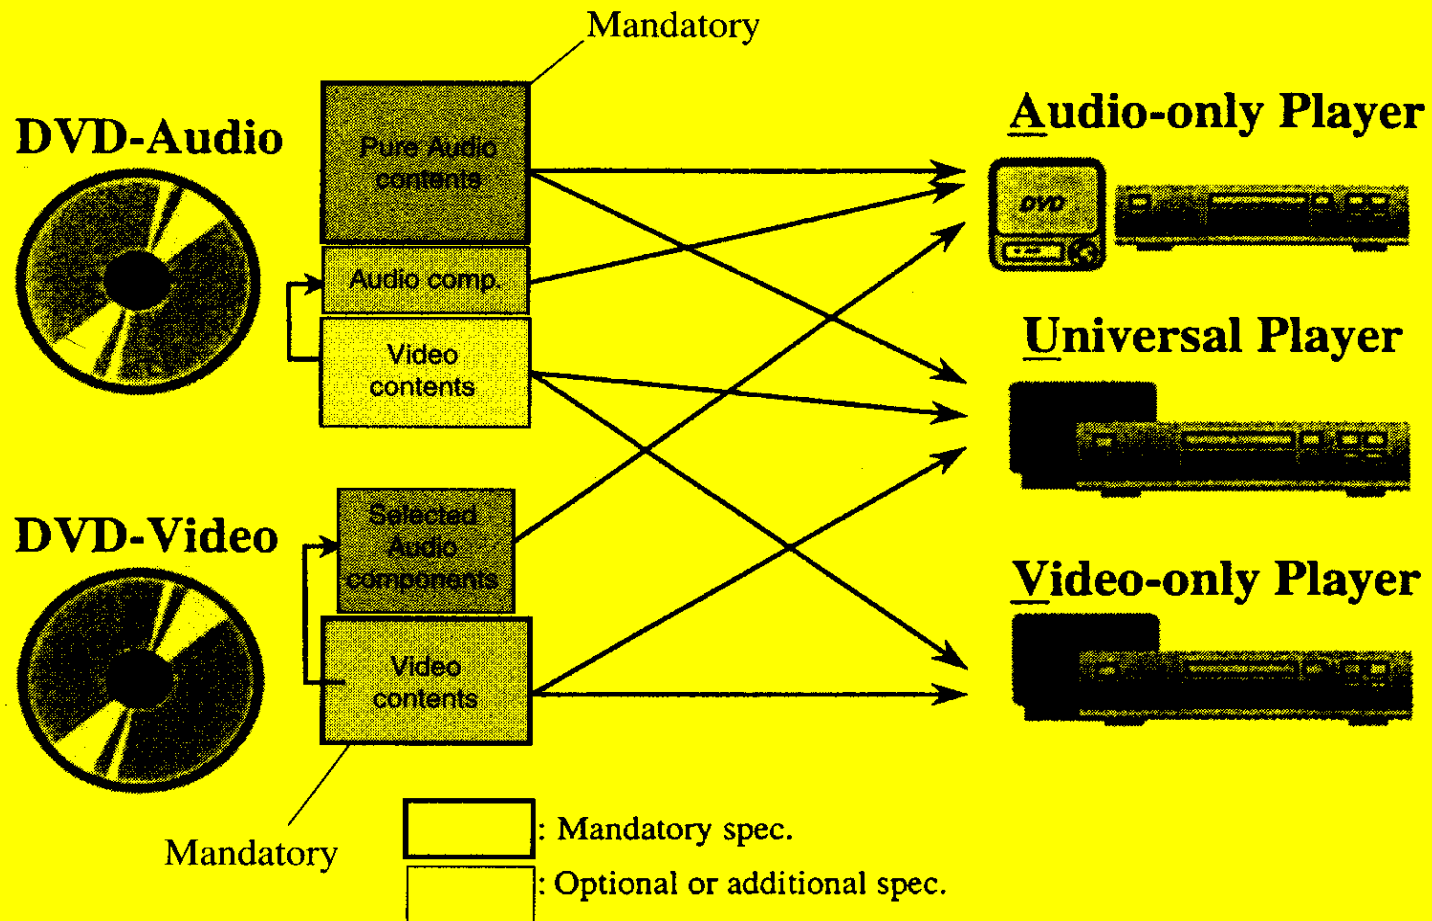 Mandatory
DVD-Audio
Pure Audio
contents
Audio comp.
Video
contents
Audio-only Player
DVD
Universal Player
DVD-Video
Selected
Audio
components
Video
contents
Video-only Player
Mandatory
: Mandatory spec.
: Optional or additional spec.